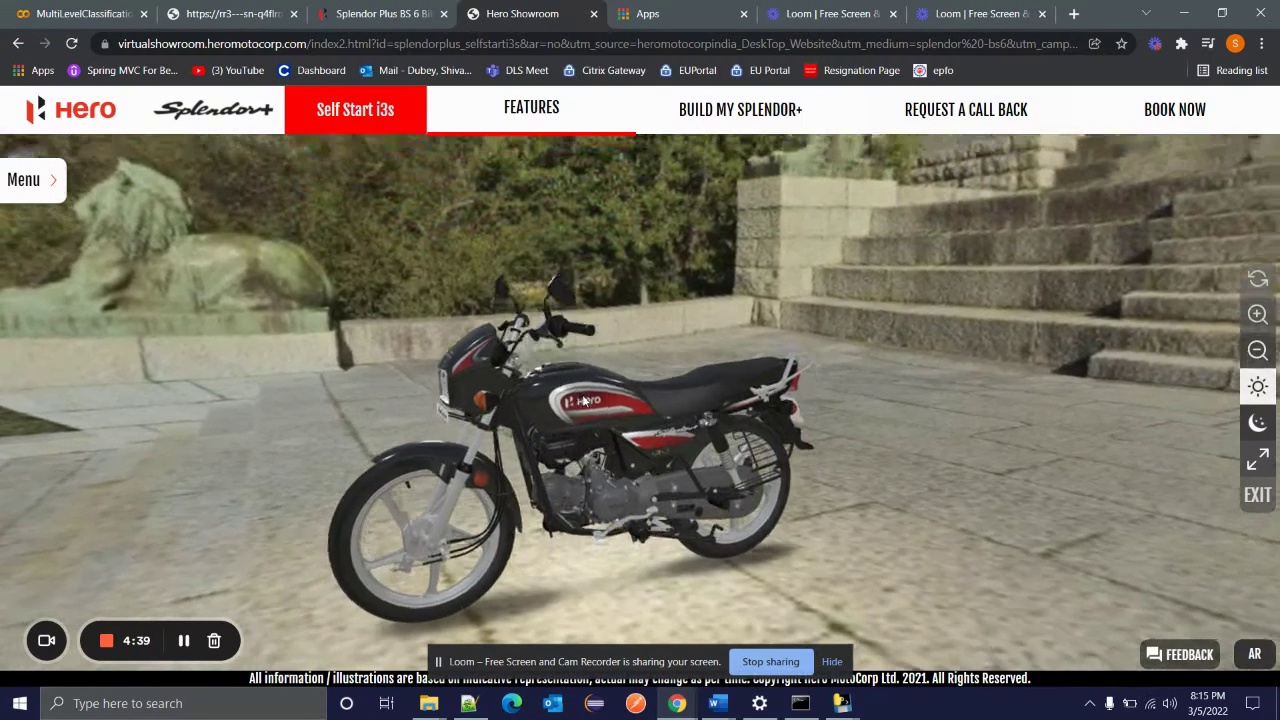 MultiLevelClassificatio
https://rr3---sn-q4flrn
Splendor Plus BS 6 Bi
Hero Showroom
Apps
Loom | Free Screen &
Loom | Free Screen &
virtualshowroom.heromotocorp.com/index2.html?id=splendorplus_selfstarti3s&at=no&utm_source=heromotocorpindia_DeskTop_Website&utm_medium=splendor%20-bs6&utm_camp...
S
Apps
Spring MVC For Be...
(3) YouTube
Dashboard
Mail - Dubey, Shiva...
DLS Meet
Citrix Gateway
EUPortal
EU Portal
Resignation Page
epfo
Reading list
Hero
Splendor+
Self Start i3s
FEATURES
BUILD MY SPLENDOR+
REQUEST A CALL BACK
BOOK NOW
Menu
Hero
EXIT
4:39
Loom – Free Screen and Cam Recorder is sharing your screen.
Stop sharing
Hide
FEEDBACK
AR
All information / illustrations are based on indicative representation, actual may change as per time. Copyright Hero MotoCorp Ltd. 2021. All Rights Reserved.
Type here to search
8:15 PM
3/5/2022